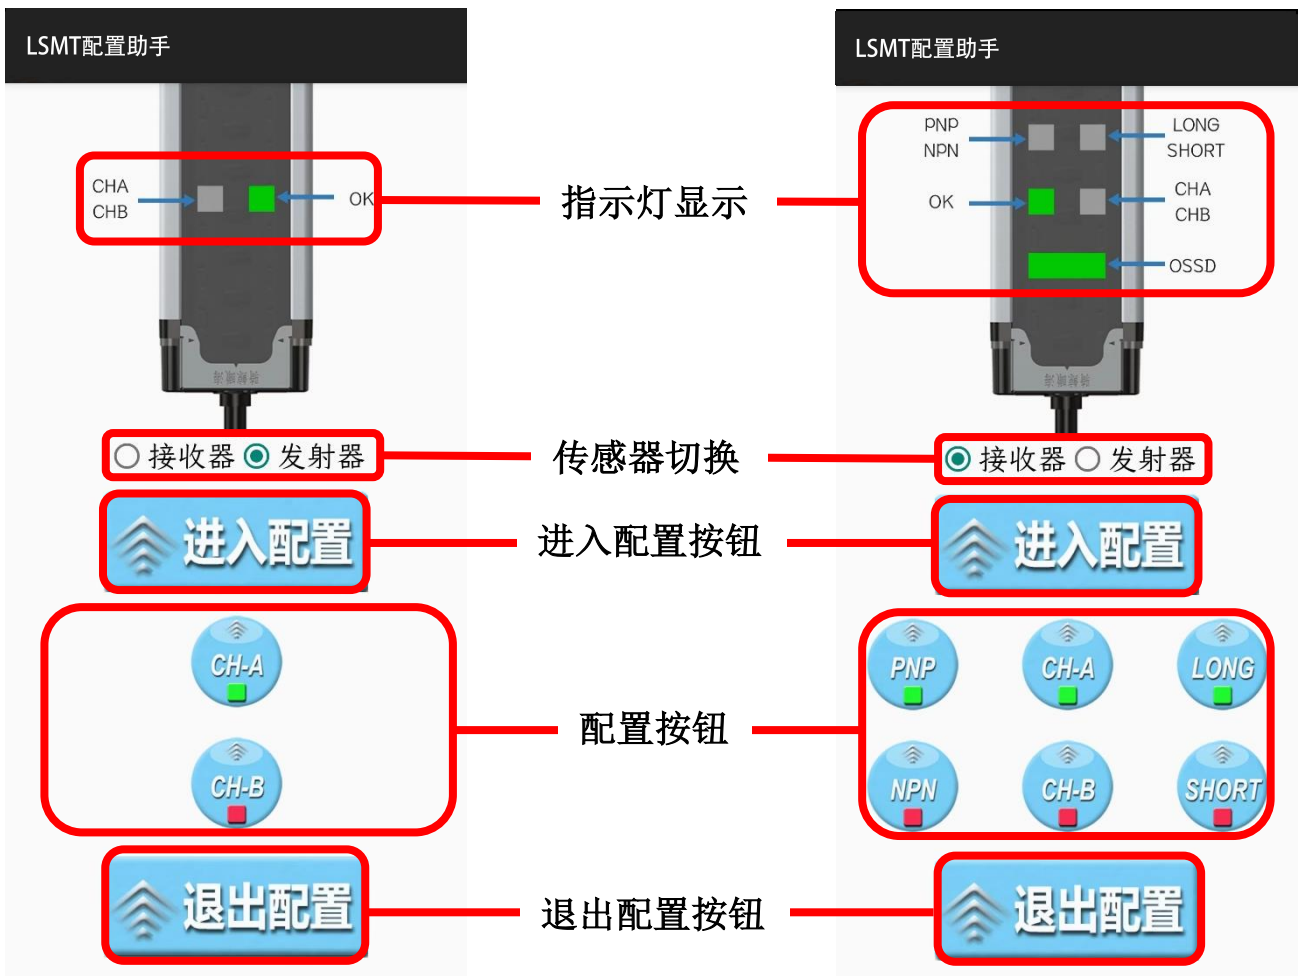 LSMT配置助手
CHA
CHB
OK
接收器
发射器
进入配置
CH-A
CH-B
退出配置
指示灯显示
传感器切换
进入配置按钮
配置按钮
退出配置按钮
LSMT配置助手
PNP
NPN
LONG
SHORT
OK
CHA
CHB
OSSD
接收器
发射器
进入配置
PNP
CH-A
LONG
NPN
CH-B
SHORT
退出配置